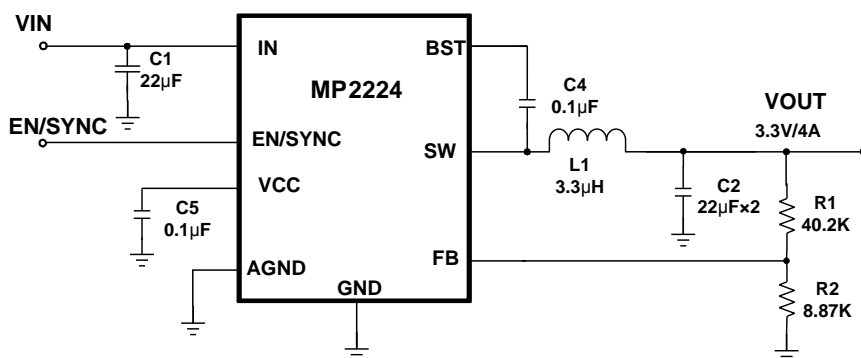 VIN
C1
22µF
IN
BST
MP2224
C4
0.1µF
VOUT
3.3V/4A
EN/SYNC
EN/SYNC
SW
L1
3.3µH
VCC
C5
0.1µF
C2
22µF×2
R1
40.2K
AGND
FB
GND
R2
8.87K